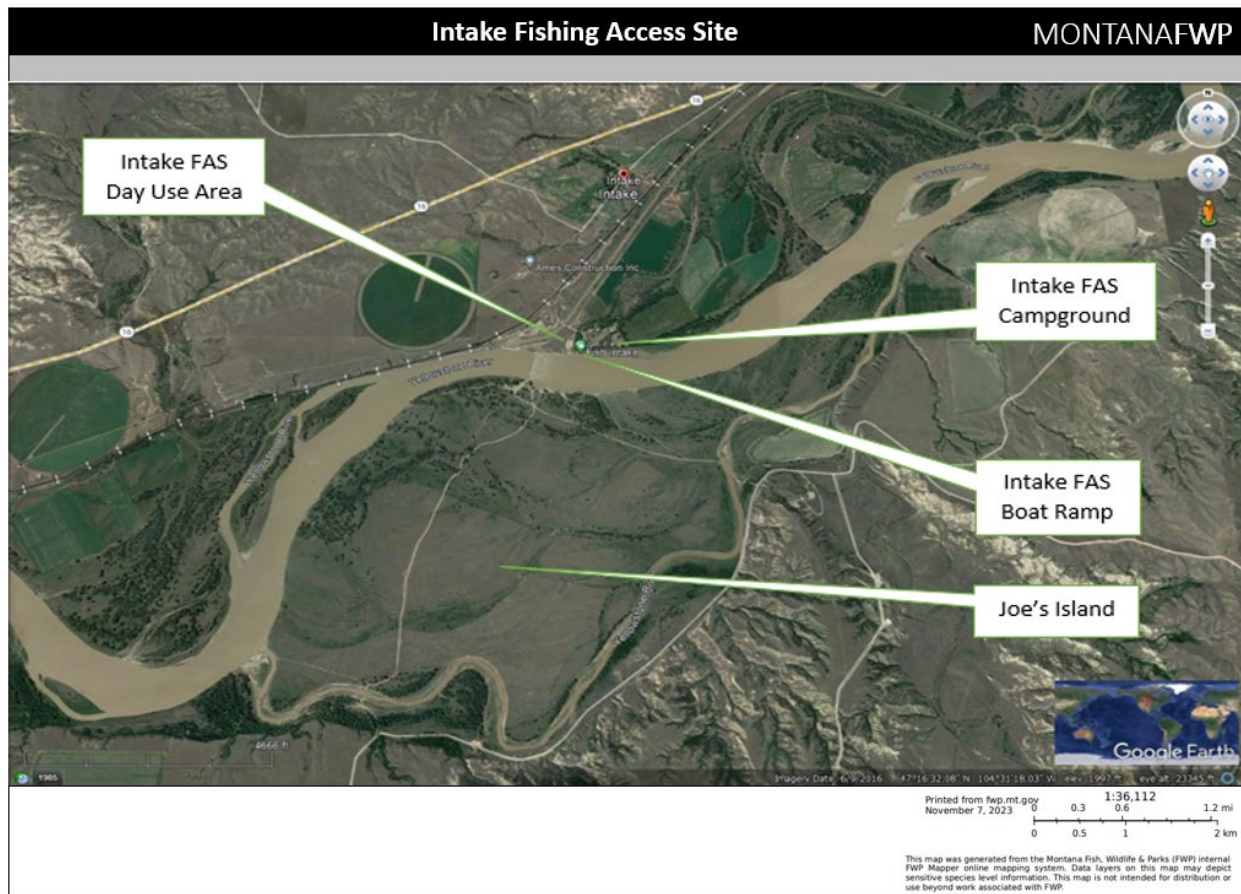 Intake Fishing Access Site
MONTANAFWP
N
16
Intake FAS
Day Use Area
Yellowstone River
Intake
Intake
16
Ames Construction Inc
Intake FAS
Campground
16
Yellowstone River
Intake FAS
Boat Ramp
Joe's Island
4666 ft
Google Earth
1985
Imagery Date: 6/9/2016 47°16'32.08" N 104°31'18.03" W elev 1997 ft eye alt 23345 ft
Printed from fwp.mt.gov
November 7, 2023
1:36,112
0 0.3 0.6 1.2 mi
0 0.5 1 2 km
This map was generated from the Montana Fish, Wildlife & Parks (FWP) internal
FWP Mapper online mapping system. Data layers on this map may depict
sensitive species level information. This map is not intended for distribution or
use beyond work associated with FWP.